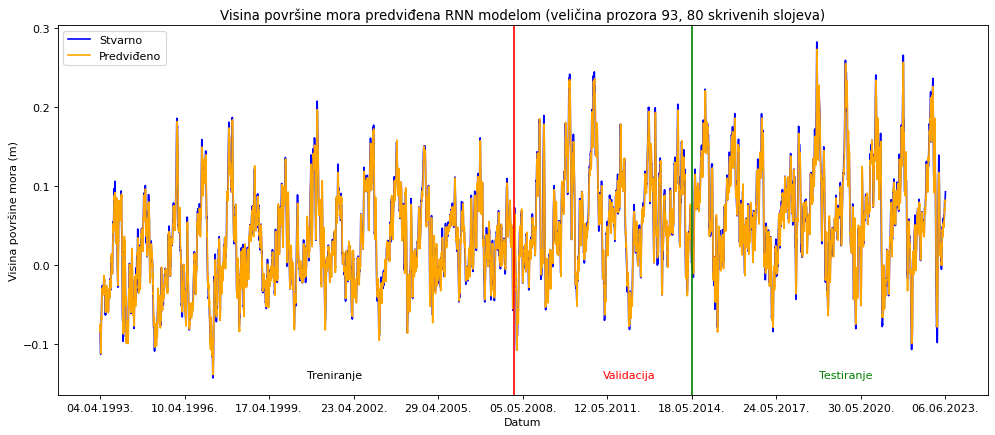 Visina površine mora predviđena RNN modelom (veličina prozora 93, 80 skrivenih slojeva)
Stvarno
Predviđeno
0.3
0.2
0.1
0.0
−0.1
Visina površine mora (m)
Treniranje
Validacija
Testiranje
04.04.1993.
10.04.1996.
17.04.1999.
23.04.2002.
29.04.2005.
05.05.2008.
12.05.2011.
18.05.2014.
24.05.2017.
30.05.2020.
06.06.2023.
Datum